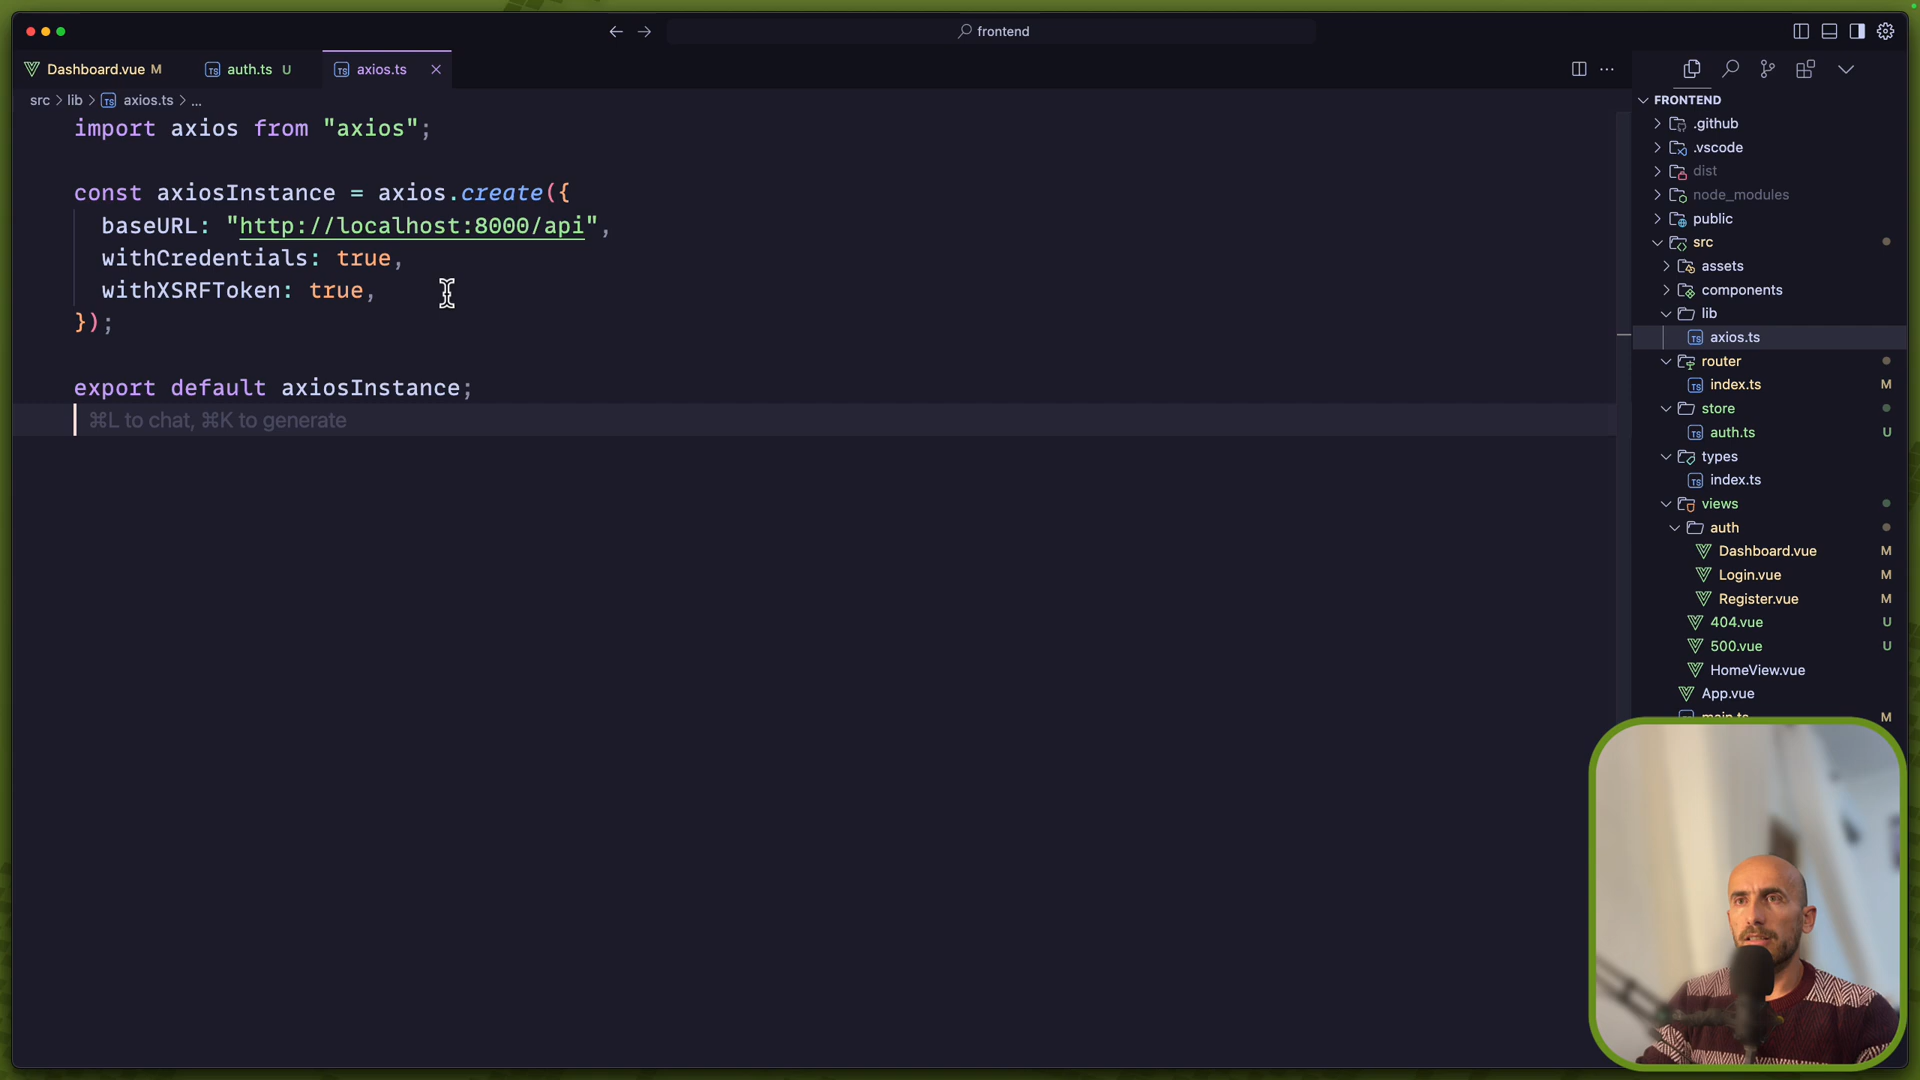 frontend
Dashboard.vue M
auth.ts U
axios.ts
src > lib > TS axios.ts > ...
import axios from "axios";
const axiosInstance = axios.create({
baseURL: "http://localhost:8000/api",
withCredentials: true,
withXSRFToken: true,
});
export default axiosInstance;
⌘L to chat, ⌘K to generate
FRONTEND
.github
.vscode
dist
node_modules
public
src
assets
components
lib
axios.ts
router
index.ts M
store
auth.ts U
types
index.ts
views
auth
Dashboard.vue M
Login.vue M
Register.vue M
404.vue U
500.vue U
HomeView.vue
App.vue
main.ts M